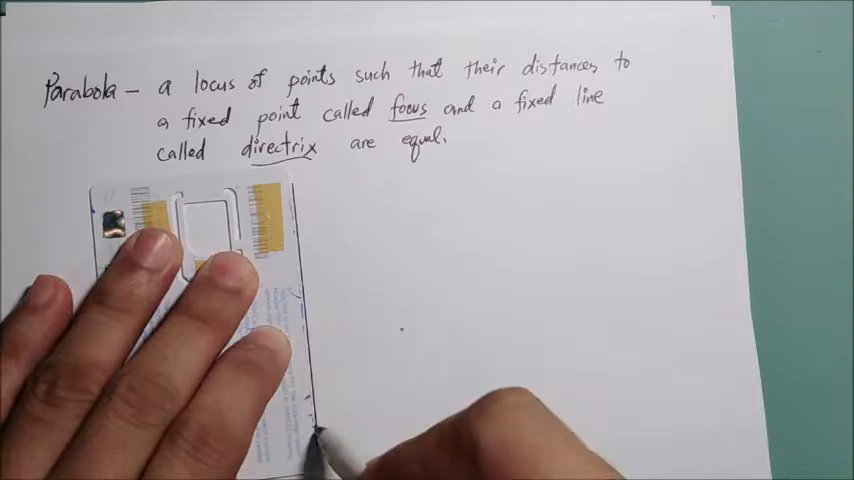 Parabola - a locus of points such that their distances to
a fixed point called focus and a fixed line
called directrix are equal.